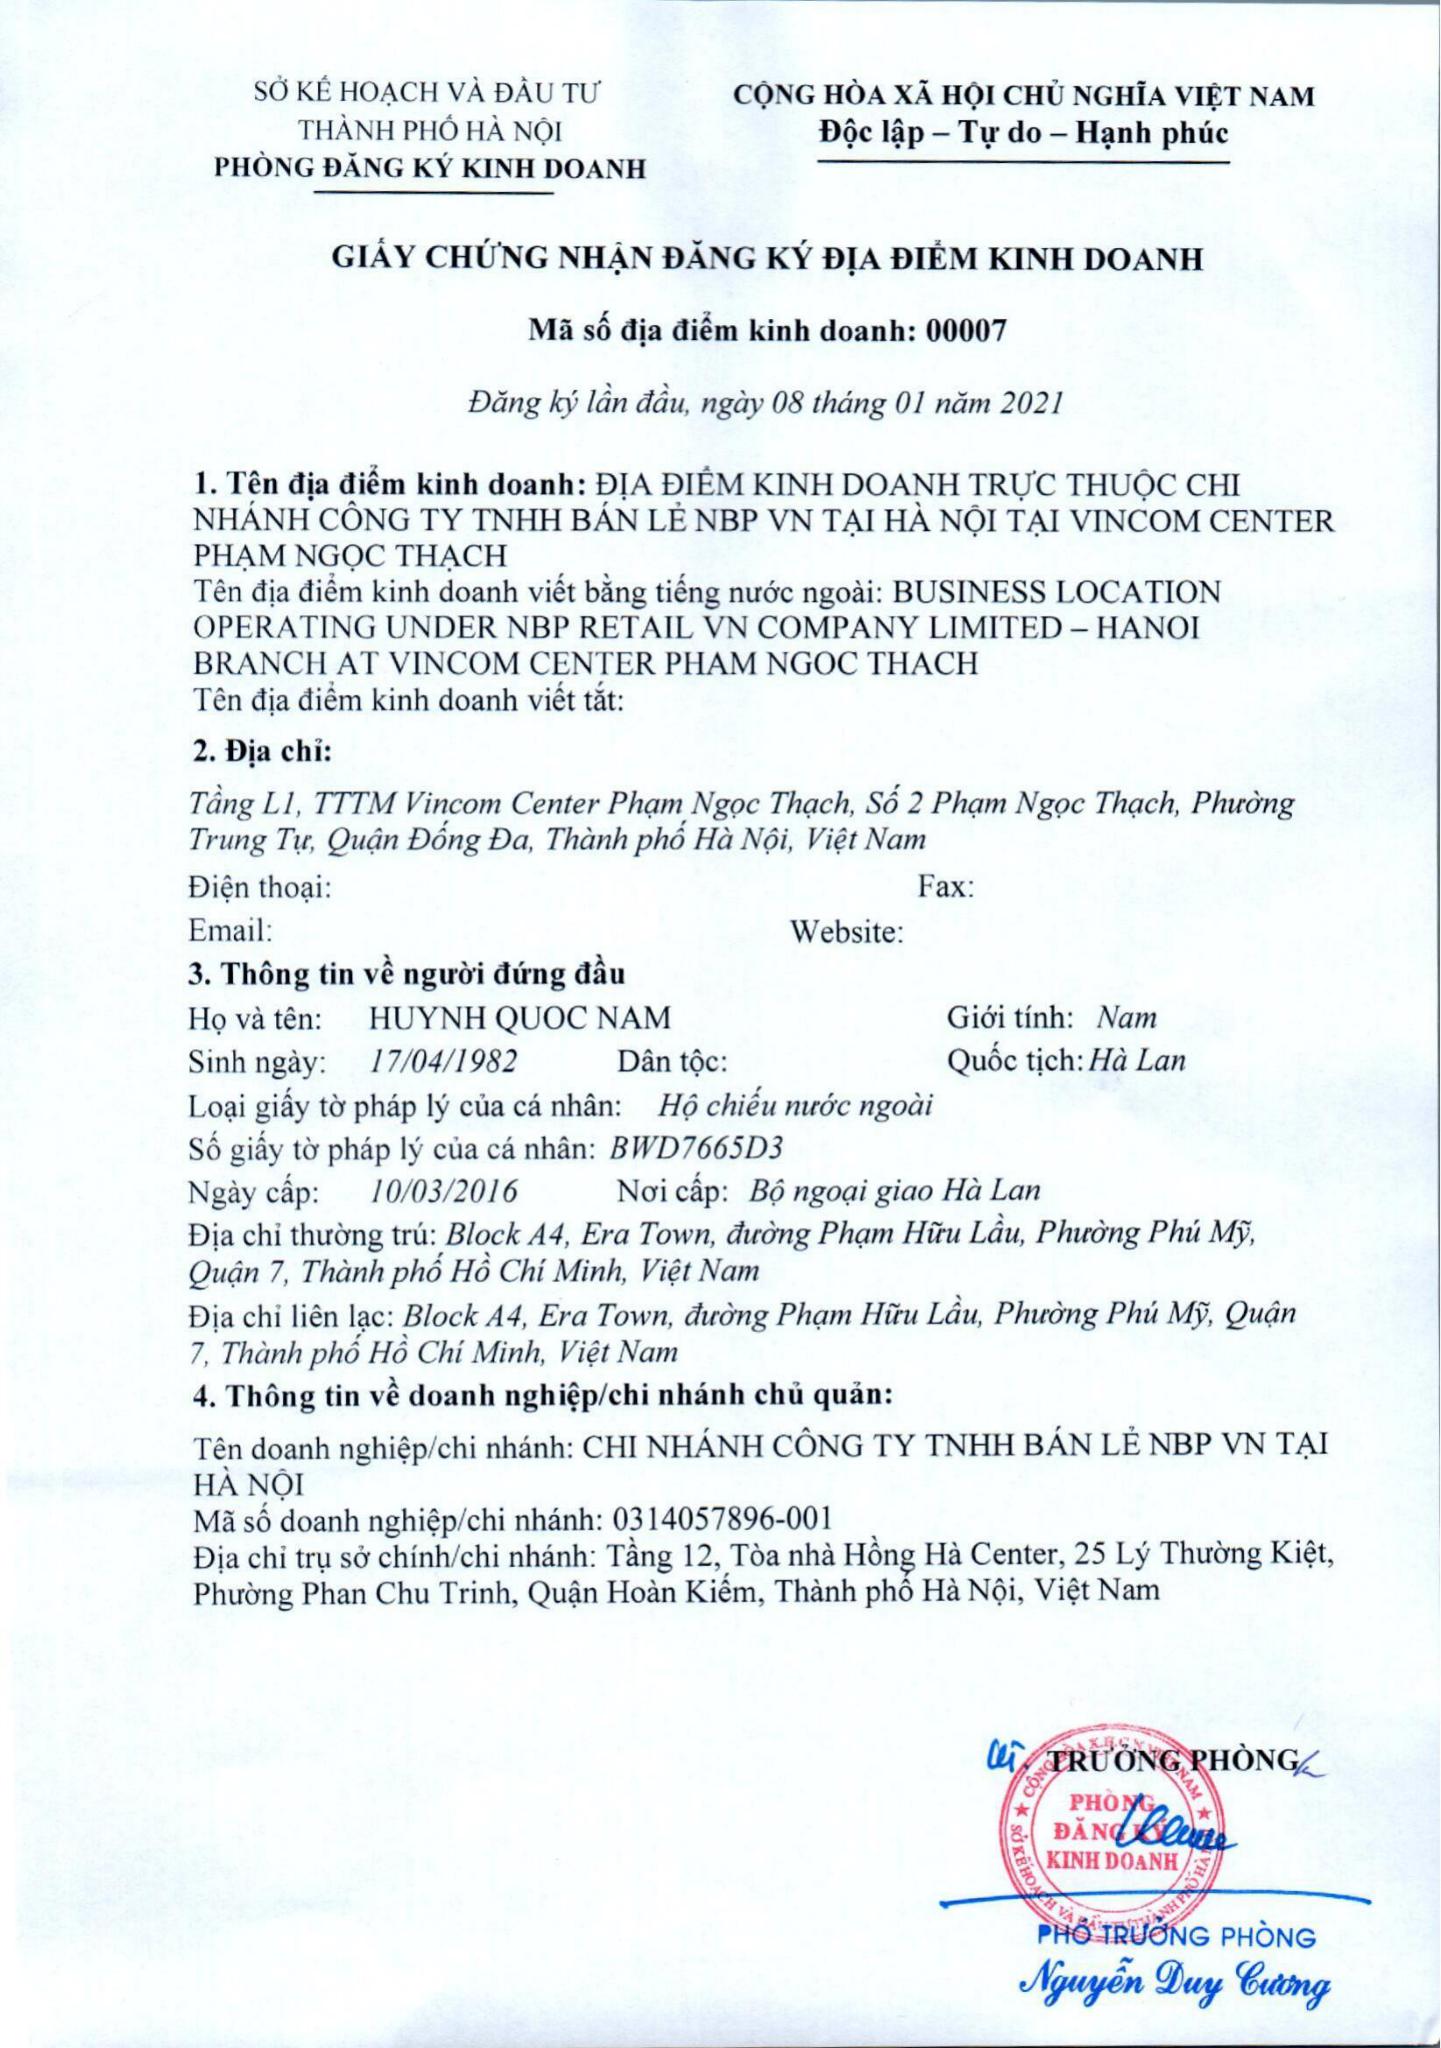 SỞ KẾ HOẠCH VÀ ĐẦU TƯ
THÀNH PHỐ HÀ NỘI
PHÒNG ĐĂNG KÝ KINH DOANH
CỘNG HÒA XÃ HỘI CHỦ NGHĨA VIỆT NAM
Độc lập – Tự do – Hạnh phúc
GIẤY CHỨNG NHẬN ĐĂNG KÝ ĐỊA ĐIỂM KINH DOANH
Mã số địa điểm kinh doanh: 00007
Đăng ký lần đầu, ngày 08 tháng 01 năm 2021
1. Tên địa điểm kinh doanh: ĐỊA ĐIỂM KINH DOANH TRỰC THUỘC CHI
NHÁNH CÔNG TY TNHH BÁN LẺ NBP VN TẠI HÀ NỘI TẠI VINCOM CENTER
PHẠM NGỌC THẠCH
Tên địa điểm kinh doanh viết bằng tiếng nước ngoài: BUSINESS LOCATION
OPERATING UNDER NBP RETAIL VN COMPANY LIMITED – HANOI
BRANCH AT VINCOM CENTER PHAM NGOC THACH
Tên địa điểm kinh doanh viết tắt:
2. Địa chỉ:
Tầng L1, TTTM Vincom Center Phạm Ngọc Thạch, Số 2 Phạm Ngọc Thạch, Phường
Trung Tự, Quận Đống Đa, Thành phố Hà Nội, Việt Nam
Điện thoại: Fax:
Email: Website:
3. Thông tin về người đứng đầu
Họ và tên: HUYNH QUOC NAM Giới tính: Nam
Sinh ngày: 17/04/1982 Dân tộc: Quốc tịch: Hà Lan
Loại giấy tờ pháp lý của cá nhân: Hộ chiếu nước ngoài
Số giấy tờ pháp lý của cá nhân: BWD7665D3
Ngày cấp: 10/03/2016 Nơi cấp: Bộ ngoại giao Hà Lan
Địa chỉ thường trú: Block A4, Era Town, đường Phạm Hữu Lầu, Phường Phú Mỹ,
Quận 7, Thành phố Hồ Chí Minh, Việt Nam
Địa chỉ liên lạc: Block A4, Era Town, đường Phạm Hữu Lầu, Phường Phú Mỹ, Quận
7, Thành phố Hồ Chí Minh, Việt Nam
4. Thông tin về doanh nghiệp/chi nhánh chủ quản:
Tên doanh nghiệp/chi nhánh: CHI NHÁNH CÔNG TY TNHH BÁN LẺ NBP VN TẠI
HÀ NỘI
Mã số doanh nghiệp/chi nhánh: 0314057896-001
Địa chỉ trụ sở chính/chi nhánh: Tầng 12, Tòa nhà Hồng Hà Center, 25 Lý Thường Kiệt,
Phường Phan Chu Trinh, Quận Hoàn Kiếm, Thành phố Hà Nội, Việt Nam
TRƯỞNG PHÒNG
CỘNG HÒA X.H.C.N VIỆT NAM
PHÒNG
ĐĂNG KÝ
KINH DOANH
SỞ KẾ HOẠCH VÀ ĐẦU TƯ THÀNH PHỐ HÀ
PHÓ TRƯỞNG PHÒNG
Nguyễn Duy Cương